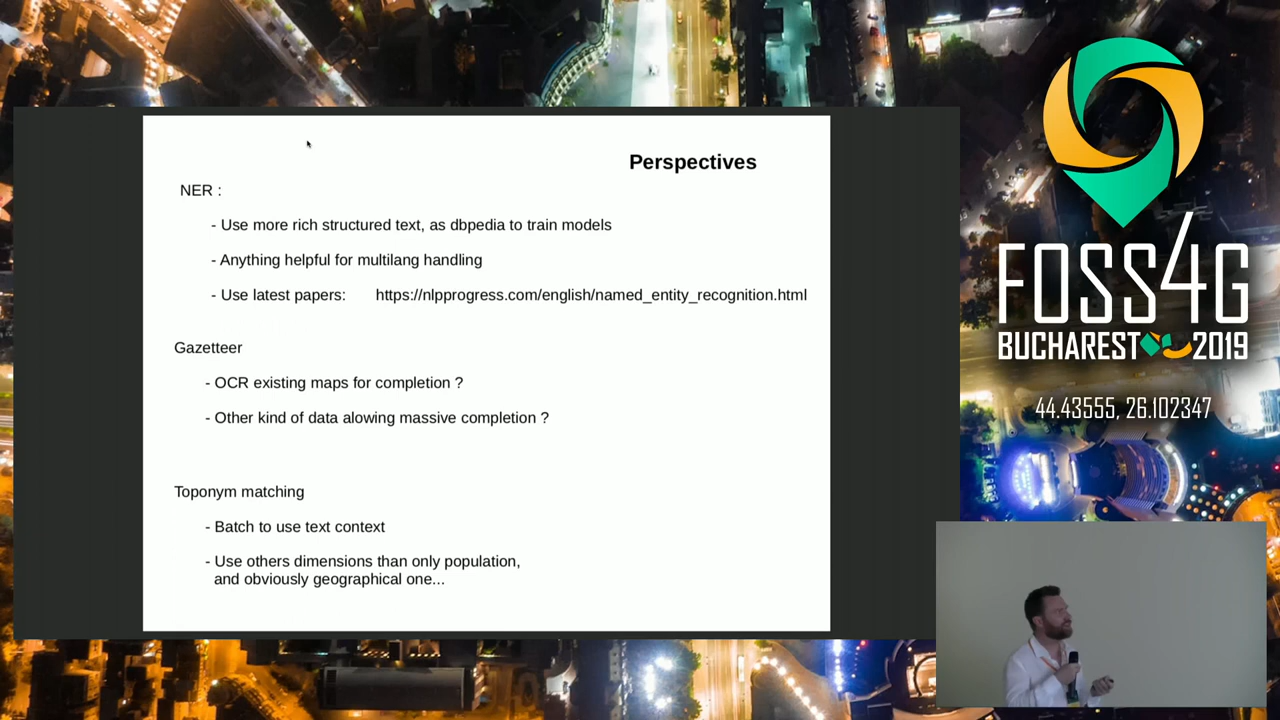 Perspectives
NER :
- Use more rich structured text, as dbpedia to train models
- Anything helpful for multilang handling
- Use latest papers: https://nlpprogress.com/english/named_entity_recognition.html
Gazetteer
- OCR existing maps for completion ?
- Other kind of data alowing massive completion ?
Toponym matching
- Batch to use text context
- Use others dimensions than only population,
and obviously geographical one...
FOSS4G
BUCHAREST 2019
44.43555, 26.102347